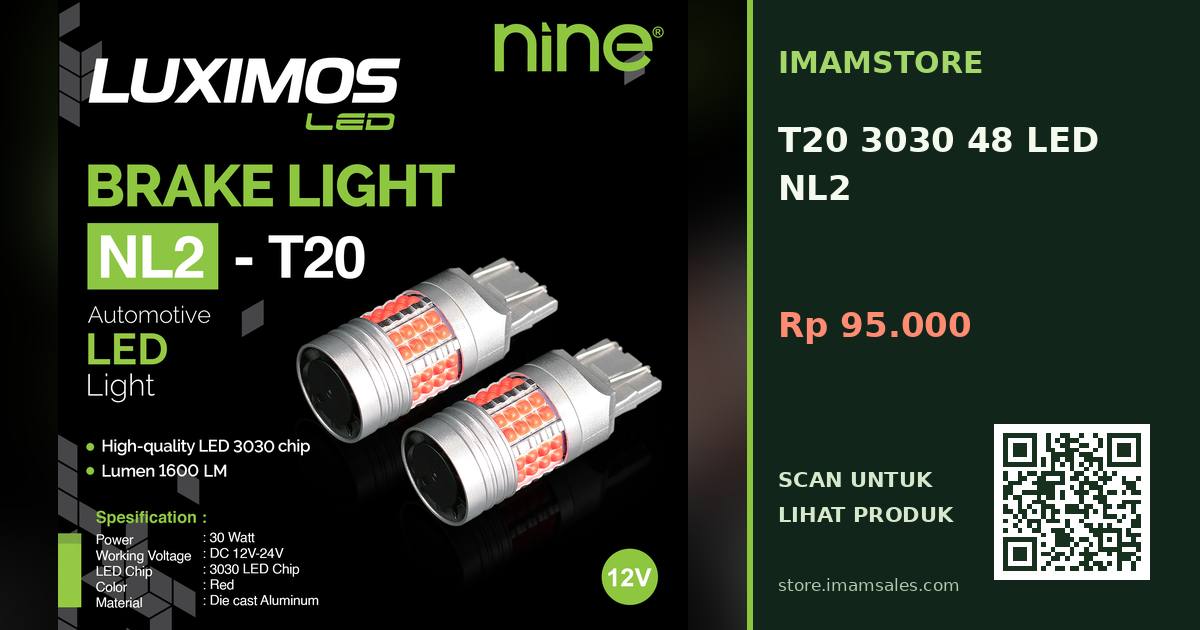 nine®
LUXIMOS
LED
BRAKE LIGHT
NL2 - T20
Automotive
LED
Light
• High-quality LED 3030 chip
• Lumen 1600 LM
Spesification :
Power : 30 Watt
Working Voltage : DC 12V-24V
LED Chip : 3030 LED Chip
Color : Red
Material : Die cast Aluminum
12V
IMAMSTORE
T20 3030 48 LED
NL2
Rp 95.000
SCAN UNTUK
LIHAT PRODUK
store.imamsales.com